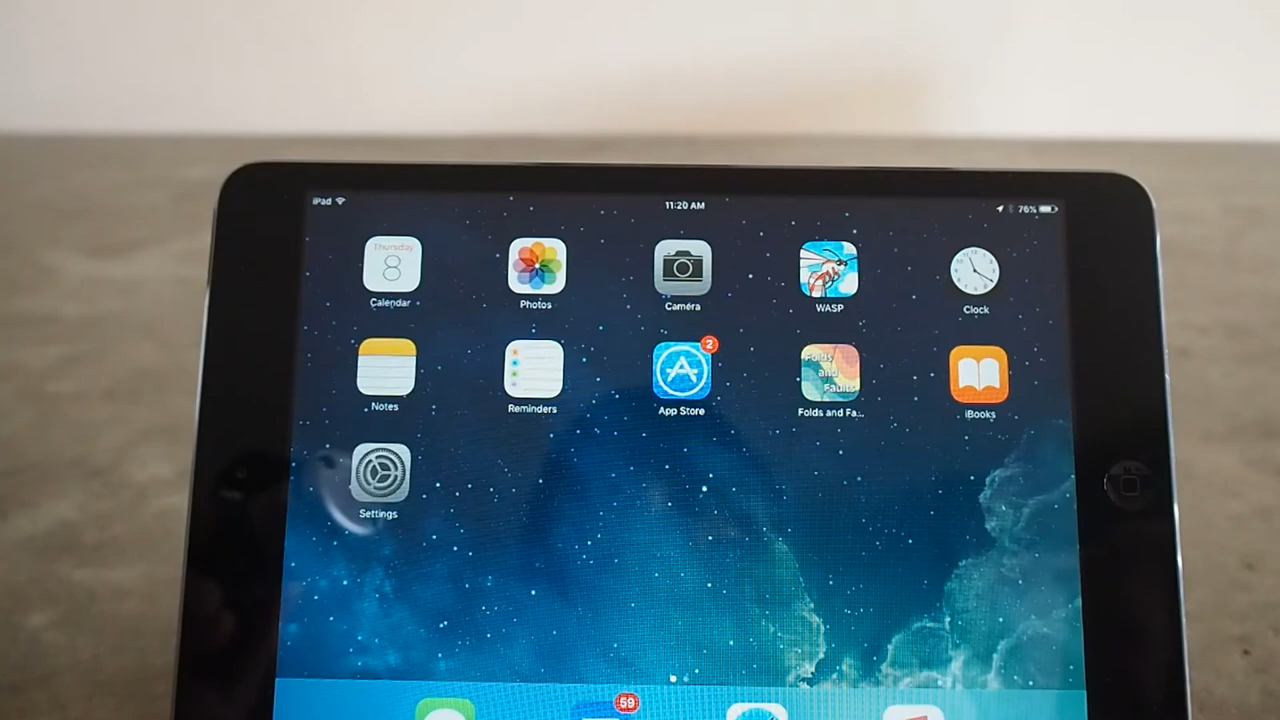 iPad 11:20 AM 76%
Thursday
8
Calendar Photos Camera WASP Clock
2
Folds
and
Faults
Notes Reminders App Store Folds and Fa... iBooks
Settings
59